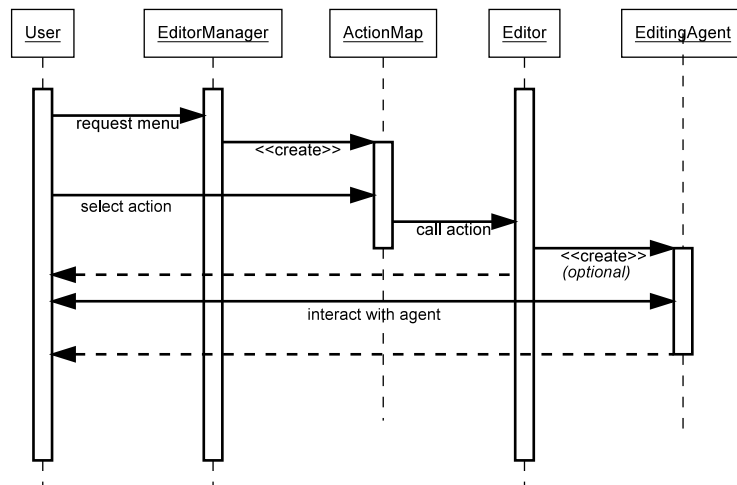 User
EditorManager
ActionMap
Editor
EditingAgent
request menu
<<create>>
select action
call action
<<create>>
(optional)
interact with agent